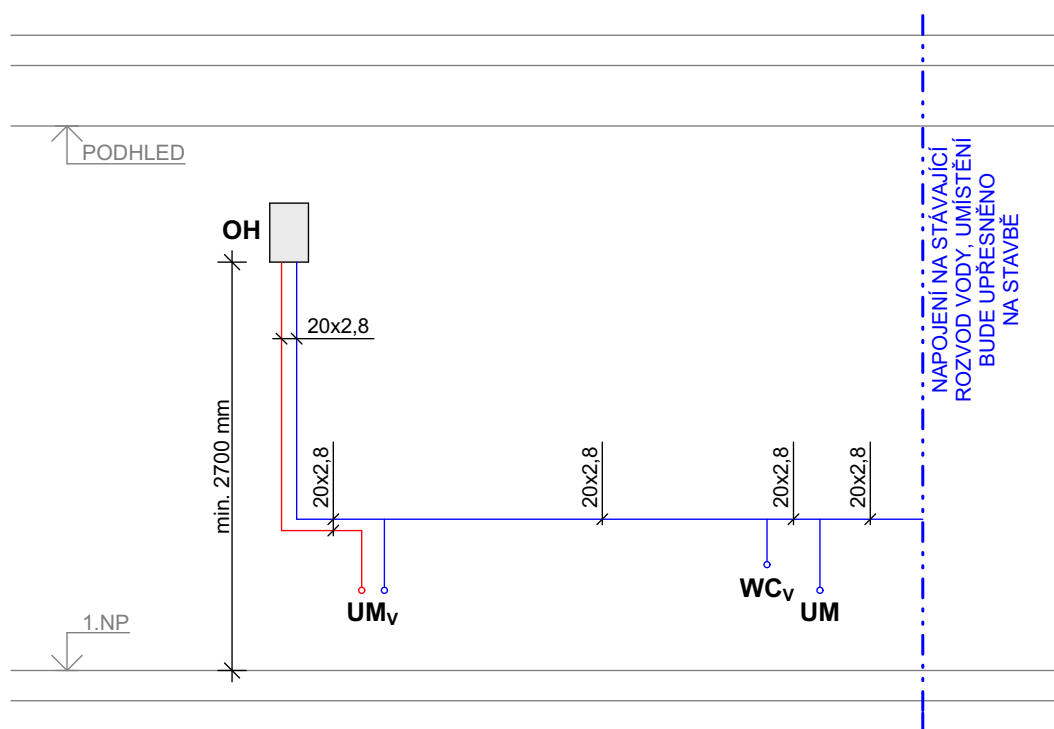 PODHLED
OH
20x2,8
min. 2700 mm
20x2,8
20x2,8
20x2,8
20x2,8
NAPOJENÍ NA STÁVAJÍCÍ
ROZVOD VODY, UMÍSTĚNÍ
BUDE UPŘESNĚNO
NA STAVBĚ
UMV
WCV
UM
1.NP